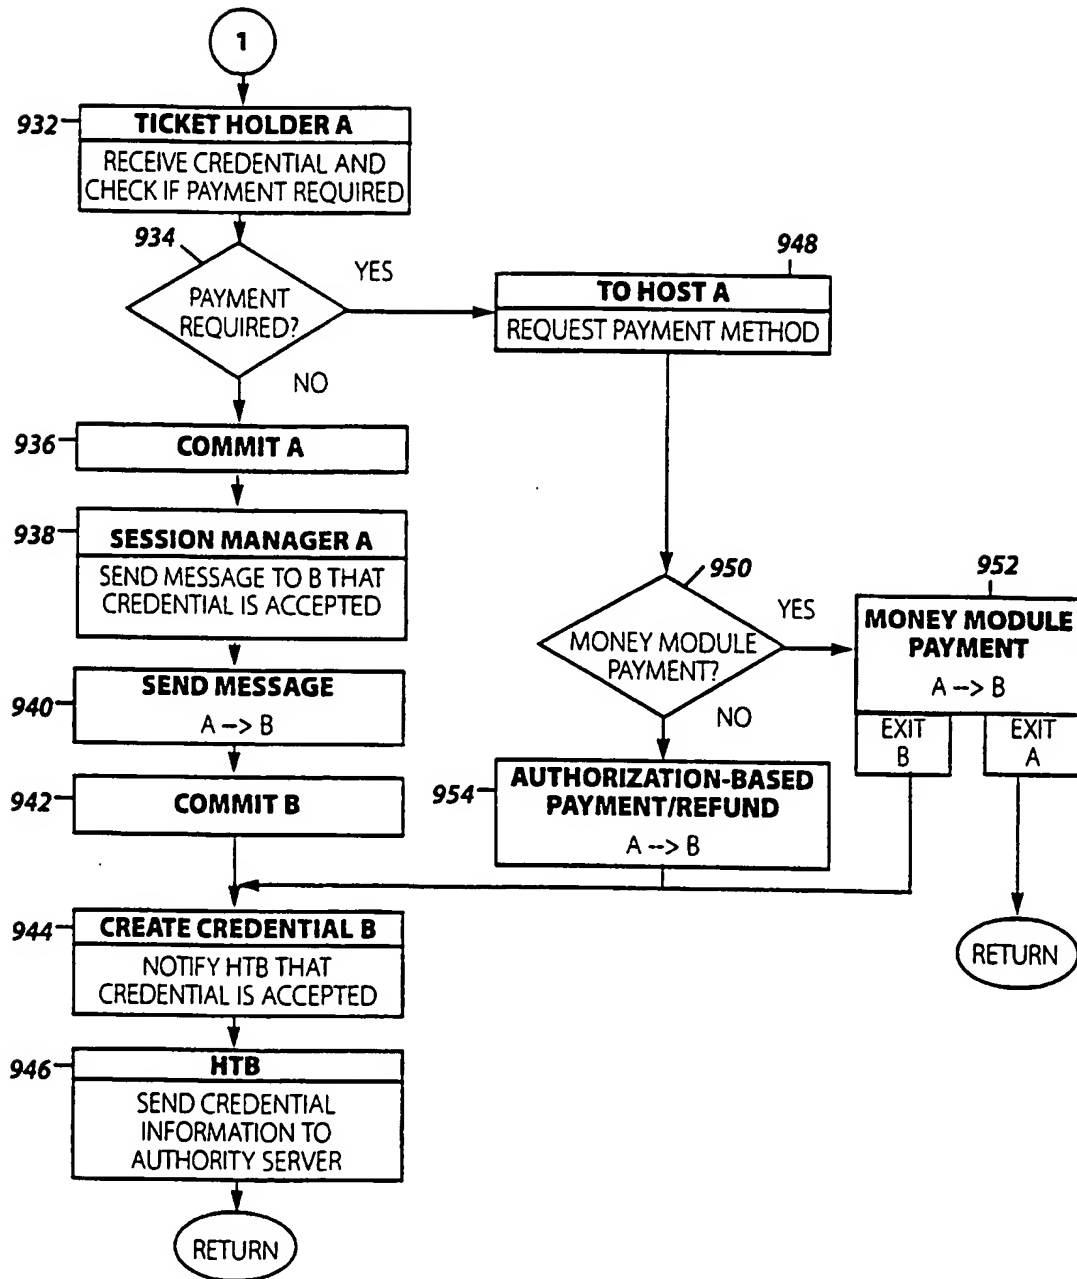 1
932
TICKET HOLDER A
RECEIVE CREDENTIAL AND
CHECK IF PAYMENT REQUIRED
934
PAYMENT
REQUIRED?
YES
NO
948
TO HOST A
REQUEST PAYMENT METHOD
936
COMMIT A
938
SESSION MANAGER A
SEND MESSAGE TO B THAT
CREDENTIAL IS ACCEPTED
940
SEND MESSAGE
A --> B
942
COMMIT B
950
MONEY MODULE
PAYMENT?
YES
NO
952
MONEY MODULE
PAYMENT
A --> B
EXIT
B
EXIT
A
954
AUTHORIZATION-BASED
PAYMENT/REFUND
A --> B
RETURN
944
CREATE CREDENTIAL B
NOTIFY HTB THAT
CREDENTIAL IS ACCEPTED
946
HTB
SEND CREDENTIAL
INFORMATION TO
AUTHORITY SERVER
RETURN